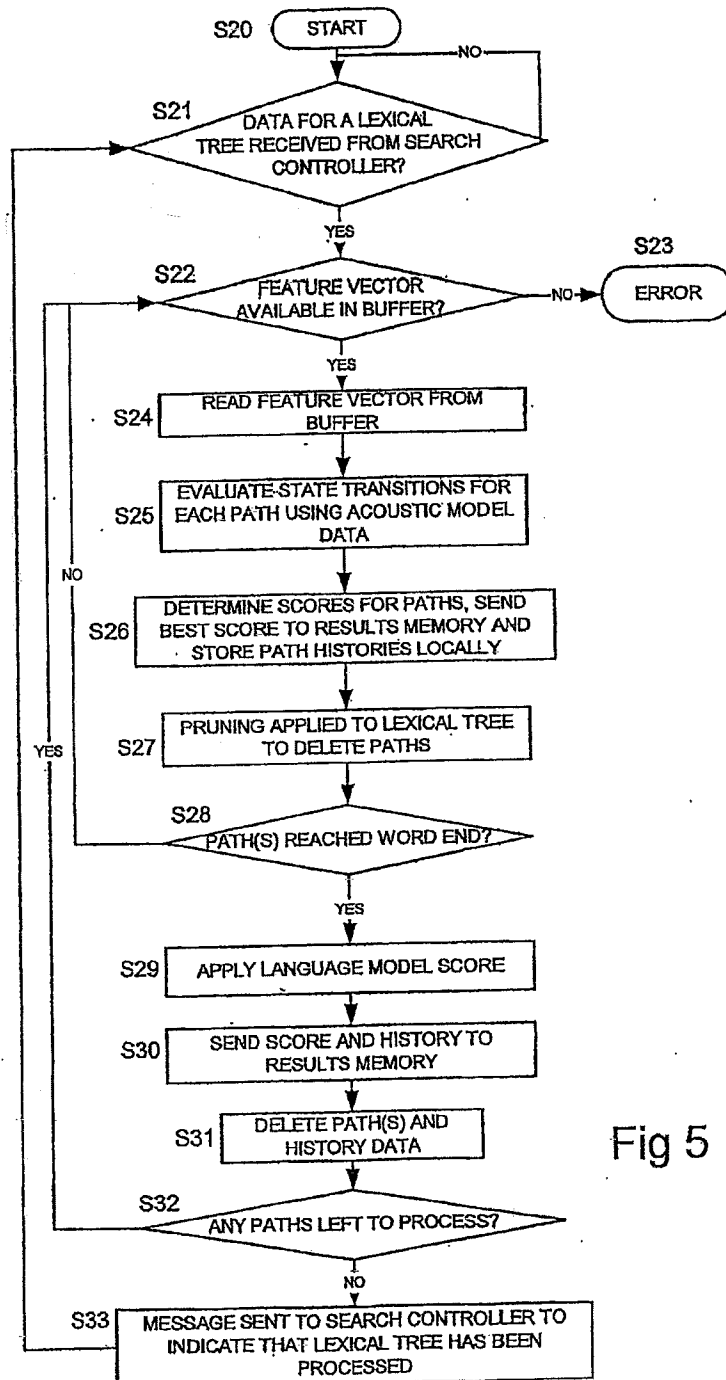 S20
START
NO
S21
DATA FOR A LEXICAL
TREE RECEIVED FROM SEARCH
CONTROLLER?
YES
S22
FEATURE VECTOR
AVAILABLE IN BUFFER?
NO
S23
ERROR
YES
S24
READ FEATURE VECTOR FROM
BUFFER
S25
EVALUATE-STATE TRANSITIONS FOR
EACH PATH USING ACOUSTIC MODEL
DATA
NO
S26
DETERMINE SCORES FOR PATHS, SEND
BEST SCORE TO RESULTS MEMORY AND
STORE PATH HISTORIES LOCALLY
S27
PRUNING APPLIED TO LEXICAL TREE
TO DELETE PATHS
YES
S28
PATH(S) REACHED WORD END?
YES
S29
APPLY LANGUAGE MODEL SCORE
S30
SEND SCORE AND HISTORY TO
RESULTS MEMORY
S31
DELETE PATH(S) AND
HISTORY DATA
Fig 5
S32
ANY PATHS LEFT TO PROCESS?
NO
S33
MESSAGE SENT TO SEARCH CONTROLLER TO
INDICATE THAT LEXICAL TREE HAS BEEN
PROCESSED